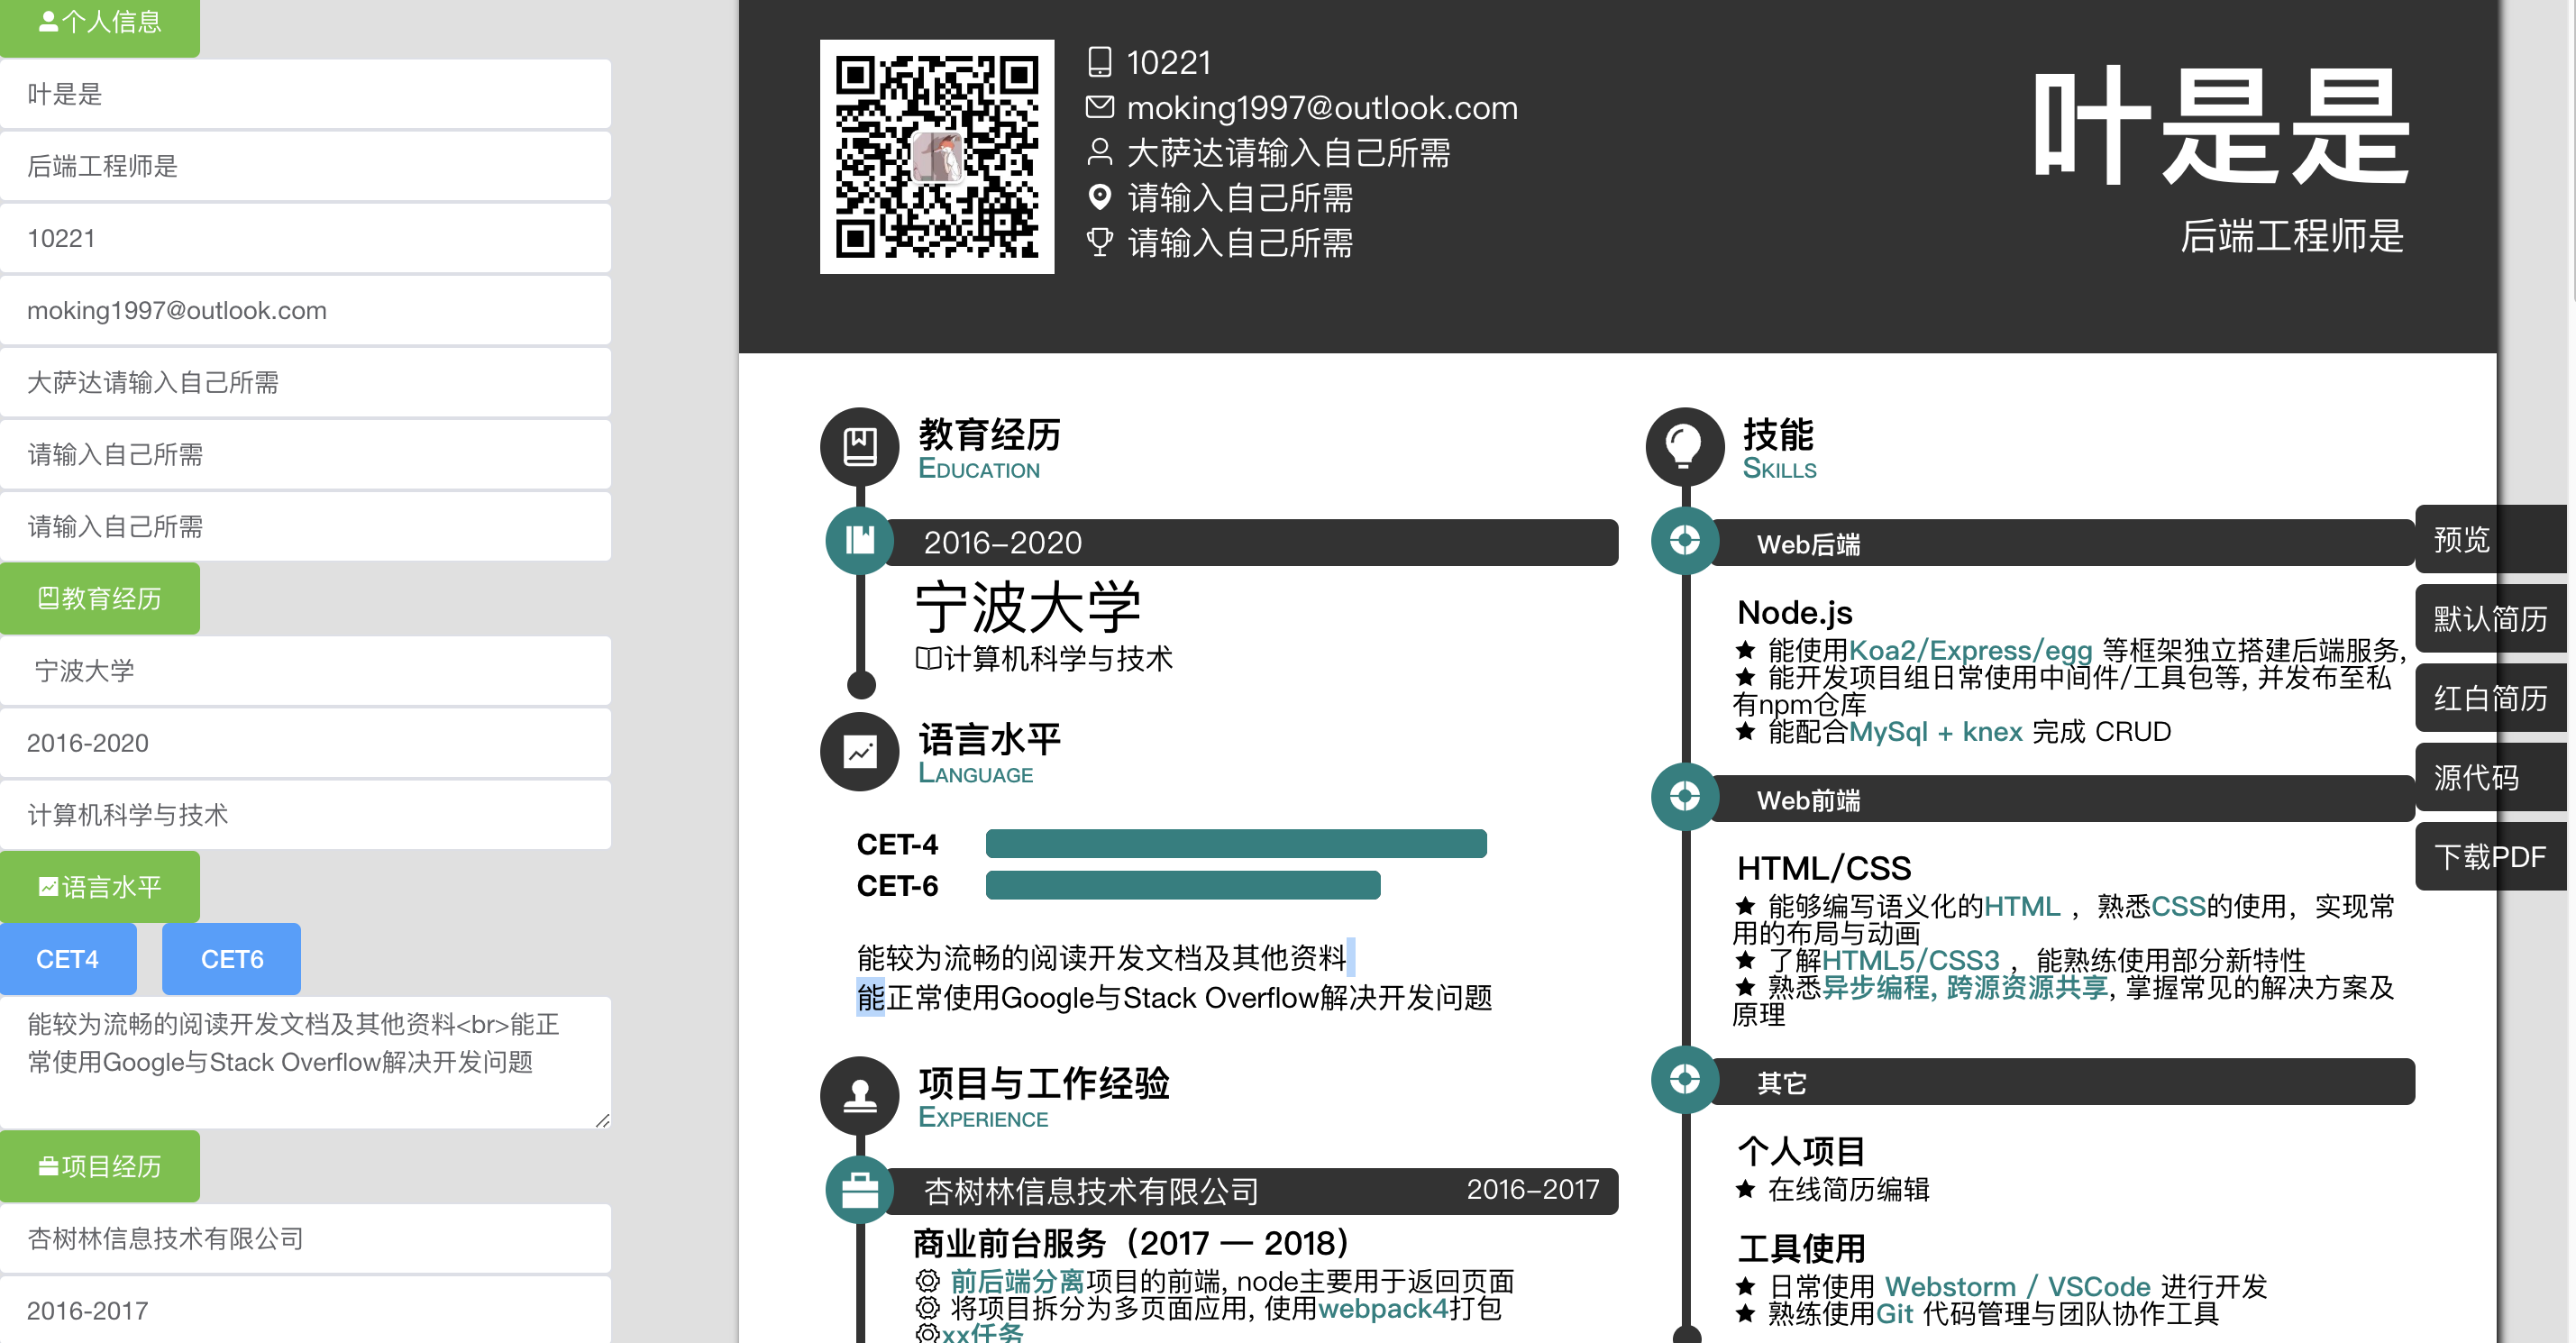 个人信息
叶是是
后端工程师是
10221
moking1997@outlook.com
大萨达请输入自己所需
请输入自己所需
请输入自己所需
教育经历
宁波大学
2016-2020
计算机科学与技术
语言水平
CET4 CET6
能较为流畅的阅读开发文档及其他资料<br>能正
常使用Google与Stack Overflow解决开发问题
项目经历
杏树林信息技术有限公司
2016-2017
10221
moking1997@outlook.com
大萨达请输入自己所需
请输入自己所需
请输入自己所需
叶是是
后端工程师是
教育经历
EDUCATION
2016–2020
宁波大学
计算机科学与技术
语言水平
LANGUAGE
CET-4
CET-6
能较为流畅的阅读开发文档及其他资料
能正常使用Google与Stack Overflow解决开发问题
项目与工作经验
EXPERIENCE
杏树林信息技术有限公司 2016–2017
商业前台服务（2017 — 2018）
前后端分离项目的前端, node主要用于返回页面
将项目拆分为多页面应用, 使用webpack4打包
xx任务
技能
SKILLS
Web后端
Node.js
★ 能使用Koa2/Express/egg 等框架独立搭建后端服务,
★ 能开发项目组日常使用中间件/工具包等, 并发布至私
有npm仓库
★ 能配合MySql + knex 完成 CRUD
Web前端
HTML/CSS
★ 能够编写语义化的HTML ，熟悉CSS的使用，实现常
用的布局与动画
★ 了解HTML5/CSS3 ，能熟练使用部分新特性
★ 熟悉异步编程, 跨源资源共享, 掌握常见的解决方案及
原理
其它
个人项目
★ 在线简历编辑
工具使用
★ 日常使用 Webstorm / VSCode 进行开发
★ 熟练使用Git 代码管理与团队协作工具
预览
默认简历
红白简历
源代码
下载PDF